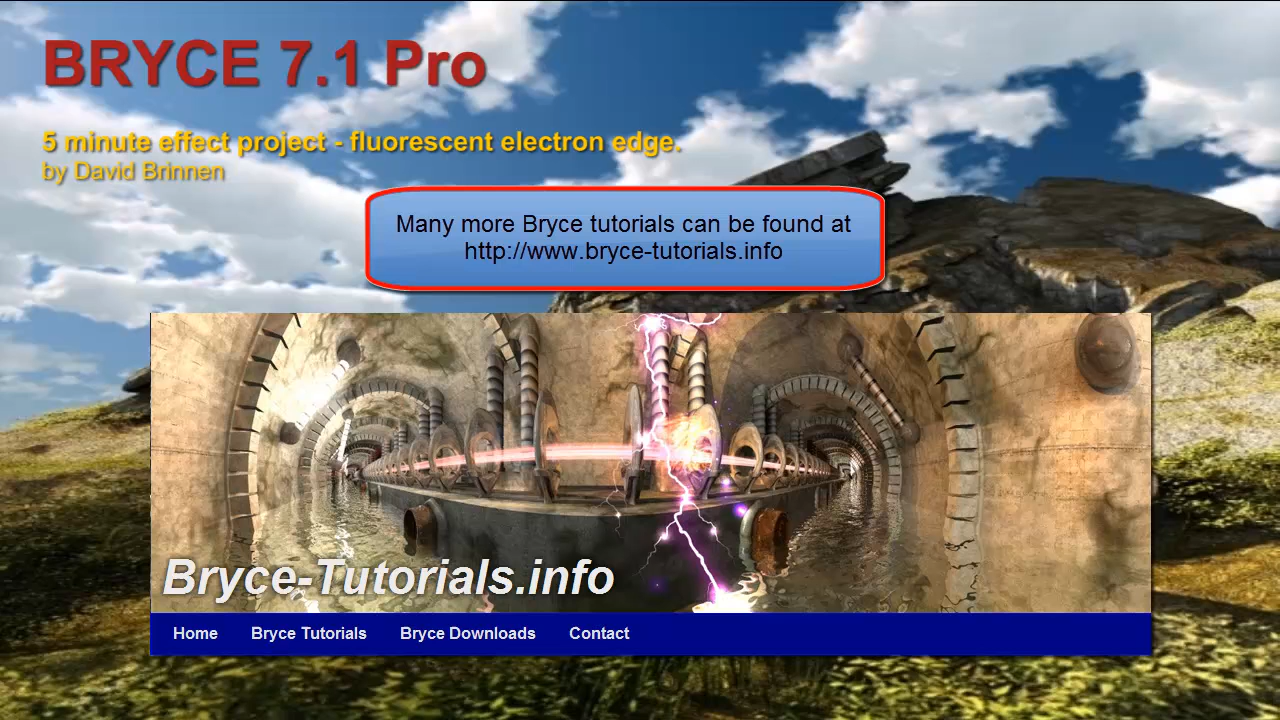 BRYCE 7.1 Pro
5 minute effect project - fluorescent electron edge.
by David Brinnen
Many more Bryce tutorials can be found at
http://www.bryce-tutorials.info
Bryce-Tutorials.info
Home Bryce Tutorials Bryce Downloads Contact